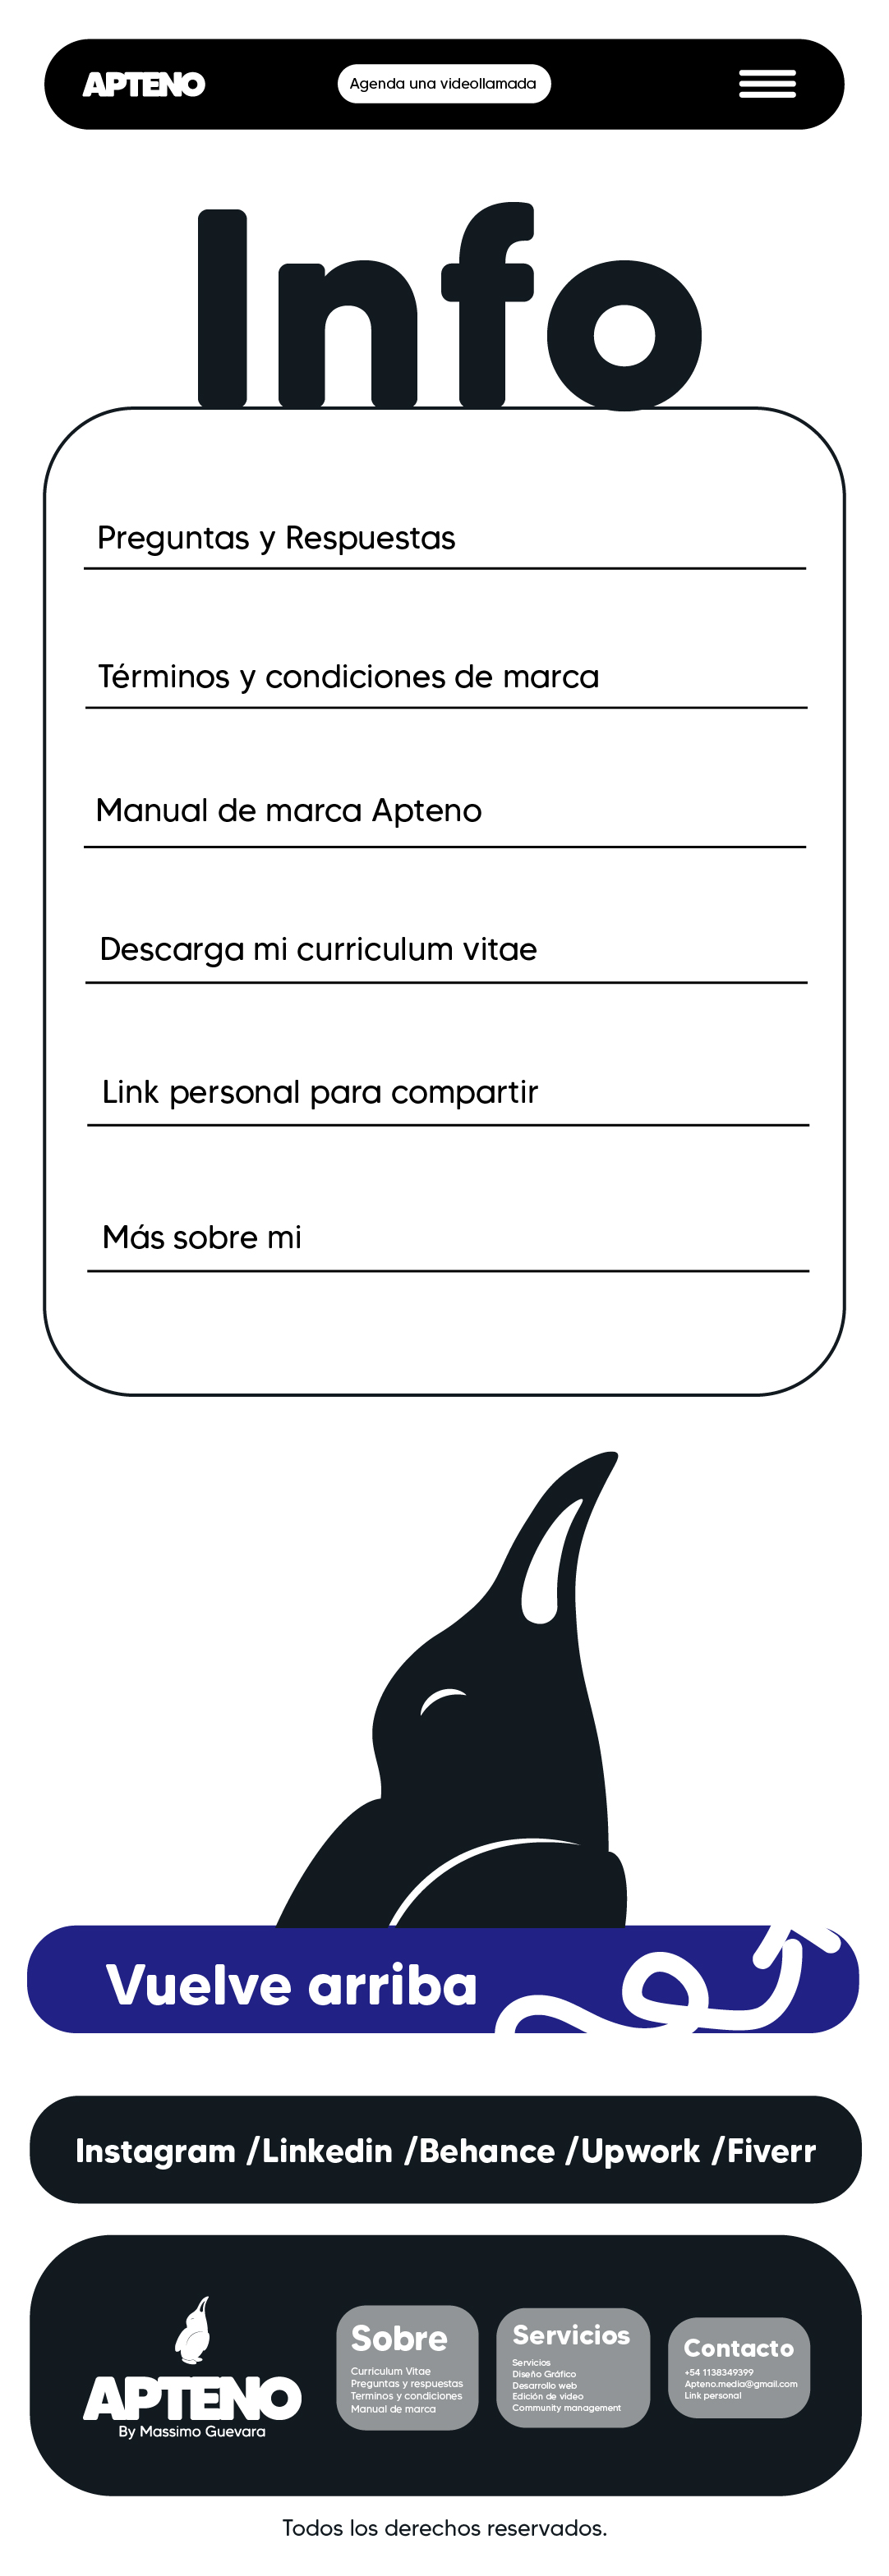 APTENO
Agenda una videollamada
Info
Preguntas y Respuestas
Términos y condiciones de marca
Manual de marca Apteno
Descarga mi curriculum vitae
Link personal para compartir
Más sobre mi
Vuelve arriba
Instagram /Linkedin /Behance /Upwork /Fiverr
APTENO
By Massimo Guevara
Sobre
Curriculum Vitae
Preguntas y respuestas
Terminos y condiciones
Manual de marca
Servicios
Servicios
Diseño Gráfico
Desarrollo web
Edición de video
Community management
Contacto
+54 1138349399
Apteno.media@gmail.com
Link personal
Todos los derechos reservados.